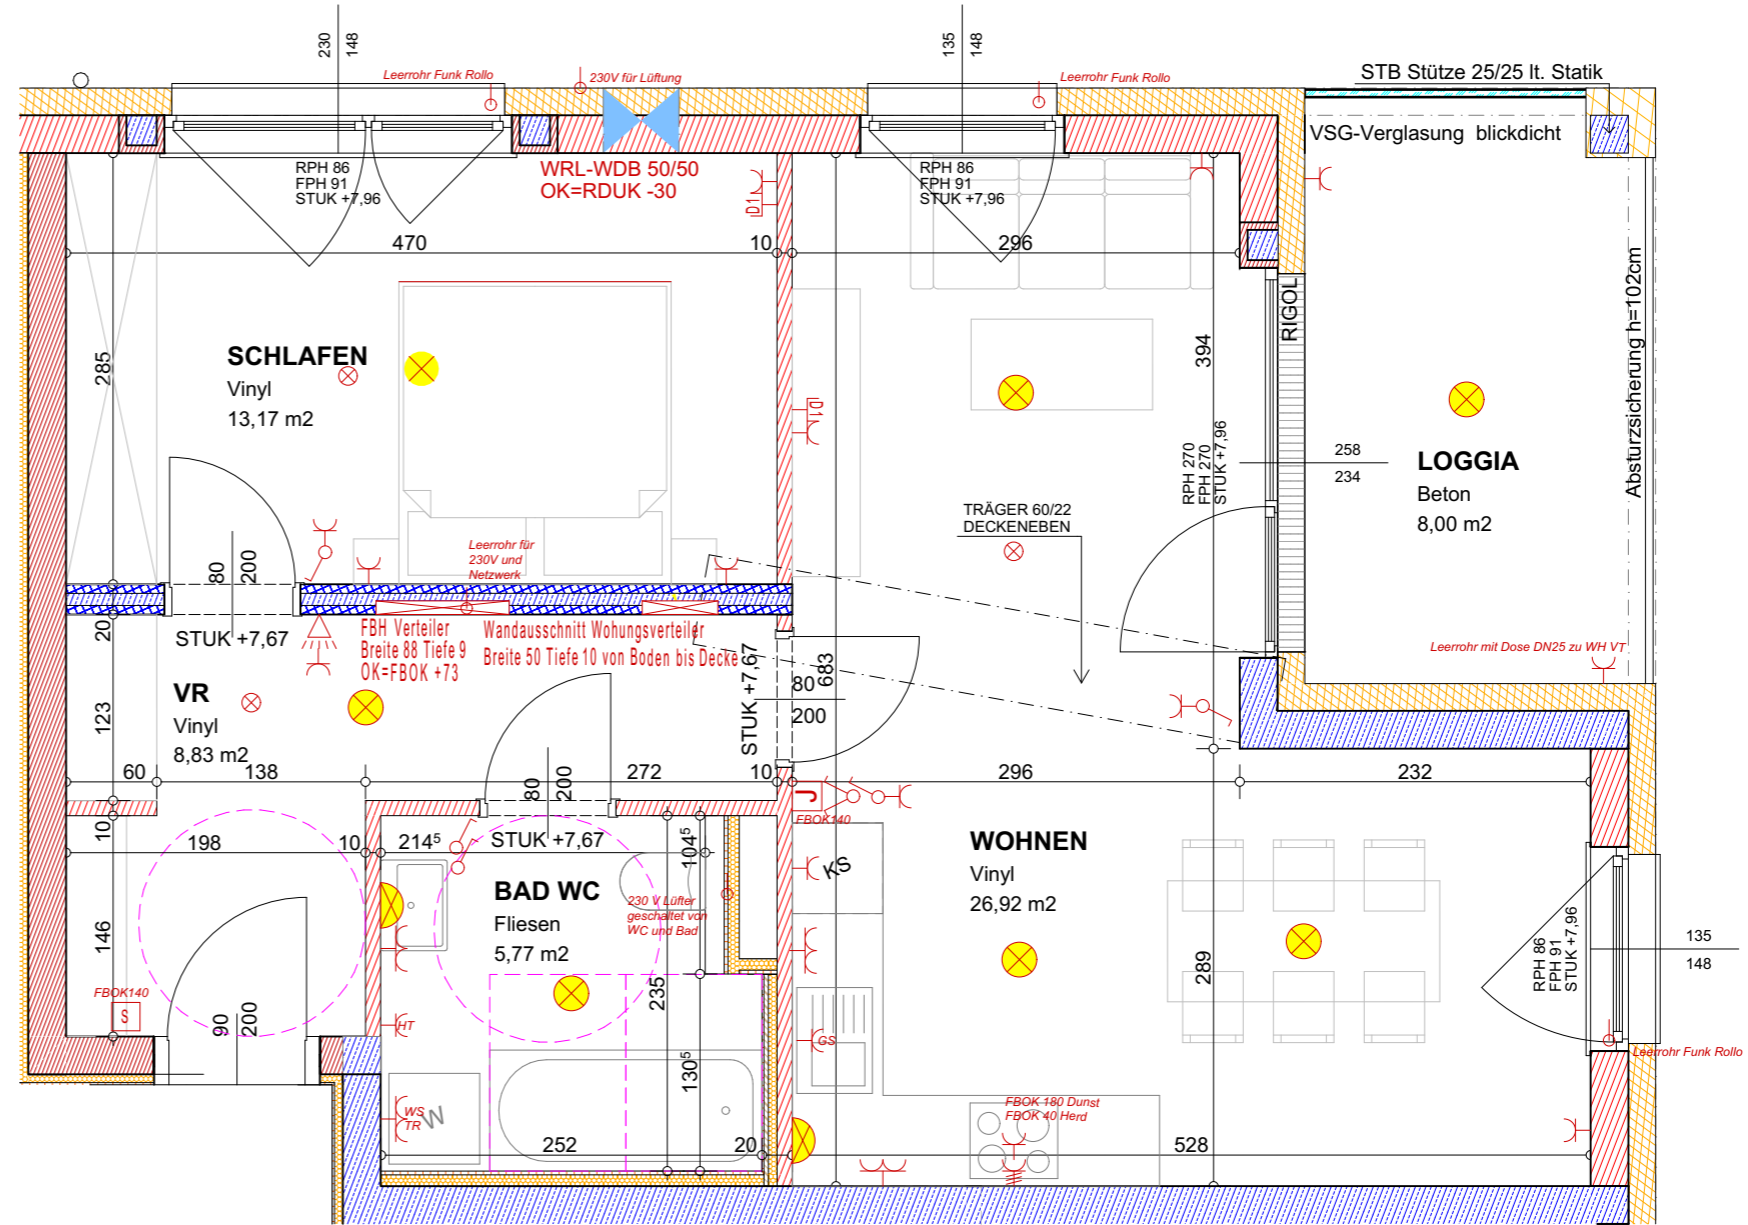 230
148
135
148
Leerrohr Funk Rollo
230V für Lüftung
Leerrohr Funk Rollo
STB Stütze 25/25 lt. Statik
VSG-Verglasung blickdicht
RPH 86
FPH 91
STUK +7,96
WRL-WDB 50/50
OK=RDUK -30
RPH 86
FPH 91
STUK +7,96
D1
470
10
296
Absturzsicherung h=102cm
RIGOL
285
SCHLAFEN
Vinyl
13,17 m2
394
D1
RPH 270
FPH 270
STUK +7,96
258
234
LOGGIA
Beton
8,00 m2
TRÄGER 60/22
DECKENEBEN
80
200
Leerrohr für
230V und
Netzwerk
20
STUK +7,67
FBH Verteiler
Breite 88 Tiefe 9
OK=FBOK +73
Wandausschnitt Wohungsverteiler
Breite 50 Tiefe 10 von Boden bis Decke
STUK +7,67
683
80
200
Leerrohr mit Dose DN25 zu WH VT
VR
Vinyl
8,83 m2
123
60
138
80
200
272
10
296
232
J
FBOK140
10
198
10
214⁵
STUK +7,67
104⁵
KS
WOHNEN
Vinyl
26,92 m2
BAD WC
Fliesen
5,77 m2
230 V Lüfter
geschaltet von
WC und Bad
146
FBOK140
S
90
200
HT
235
130⁵
GS
289
RPH 86
FPH 91
STUK +7,96
135
148
Leerrohr Funk Rollo
WS
TR
W
FBOK 180 Dunst
FBOK 40 Herd
252
20
528